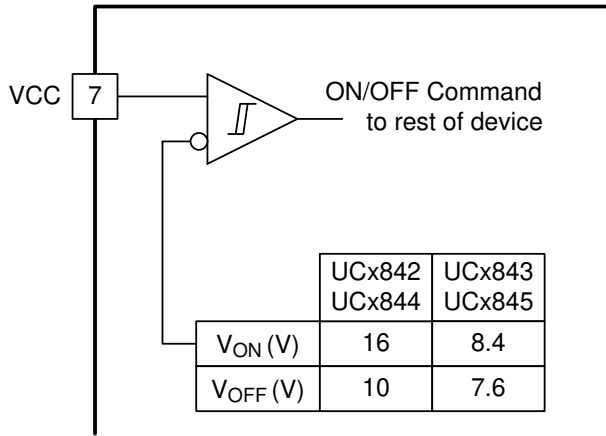 VCC 7
ON/OFF Command
to rest of device
UCx842 UCx843
UCx844 UCx845
VON (V) 16 8.4
VOFF (V) 10 7.6